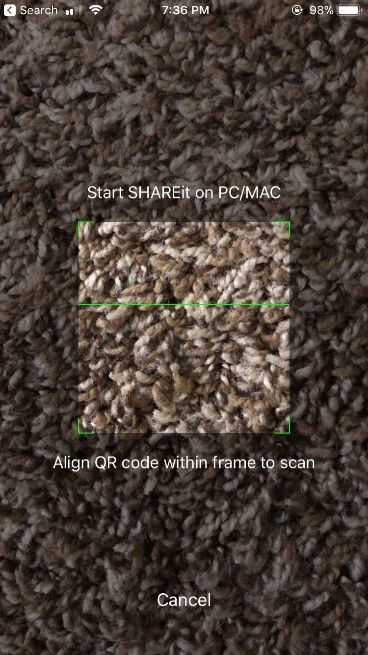 Search 7:36 PM 98%
Start SHAREit on PC/MAC
Align QR code within frame to scan
Cancel